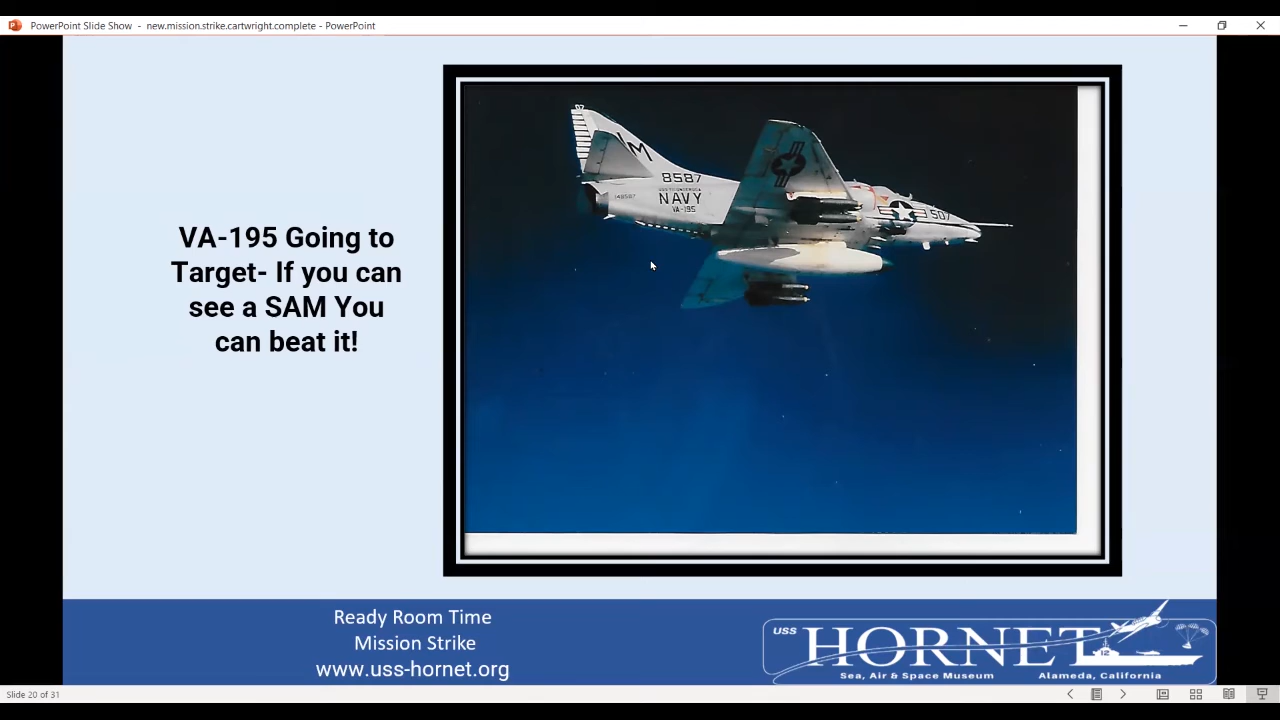 PowerPoint Slide Show - new.mission.strike.cartwright.complete - PowerPoint
VA-195 Going to
Target- If you can
see a SAM You
can beat it!
M
8587
148587
NAVY
VA-195
507
Ready Room Time
Mission Strike
www.uss-hornet.org
USS
HORNET
12
Sea, Air & Space Museum
Alameda, California
Slide 20 of 31